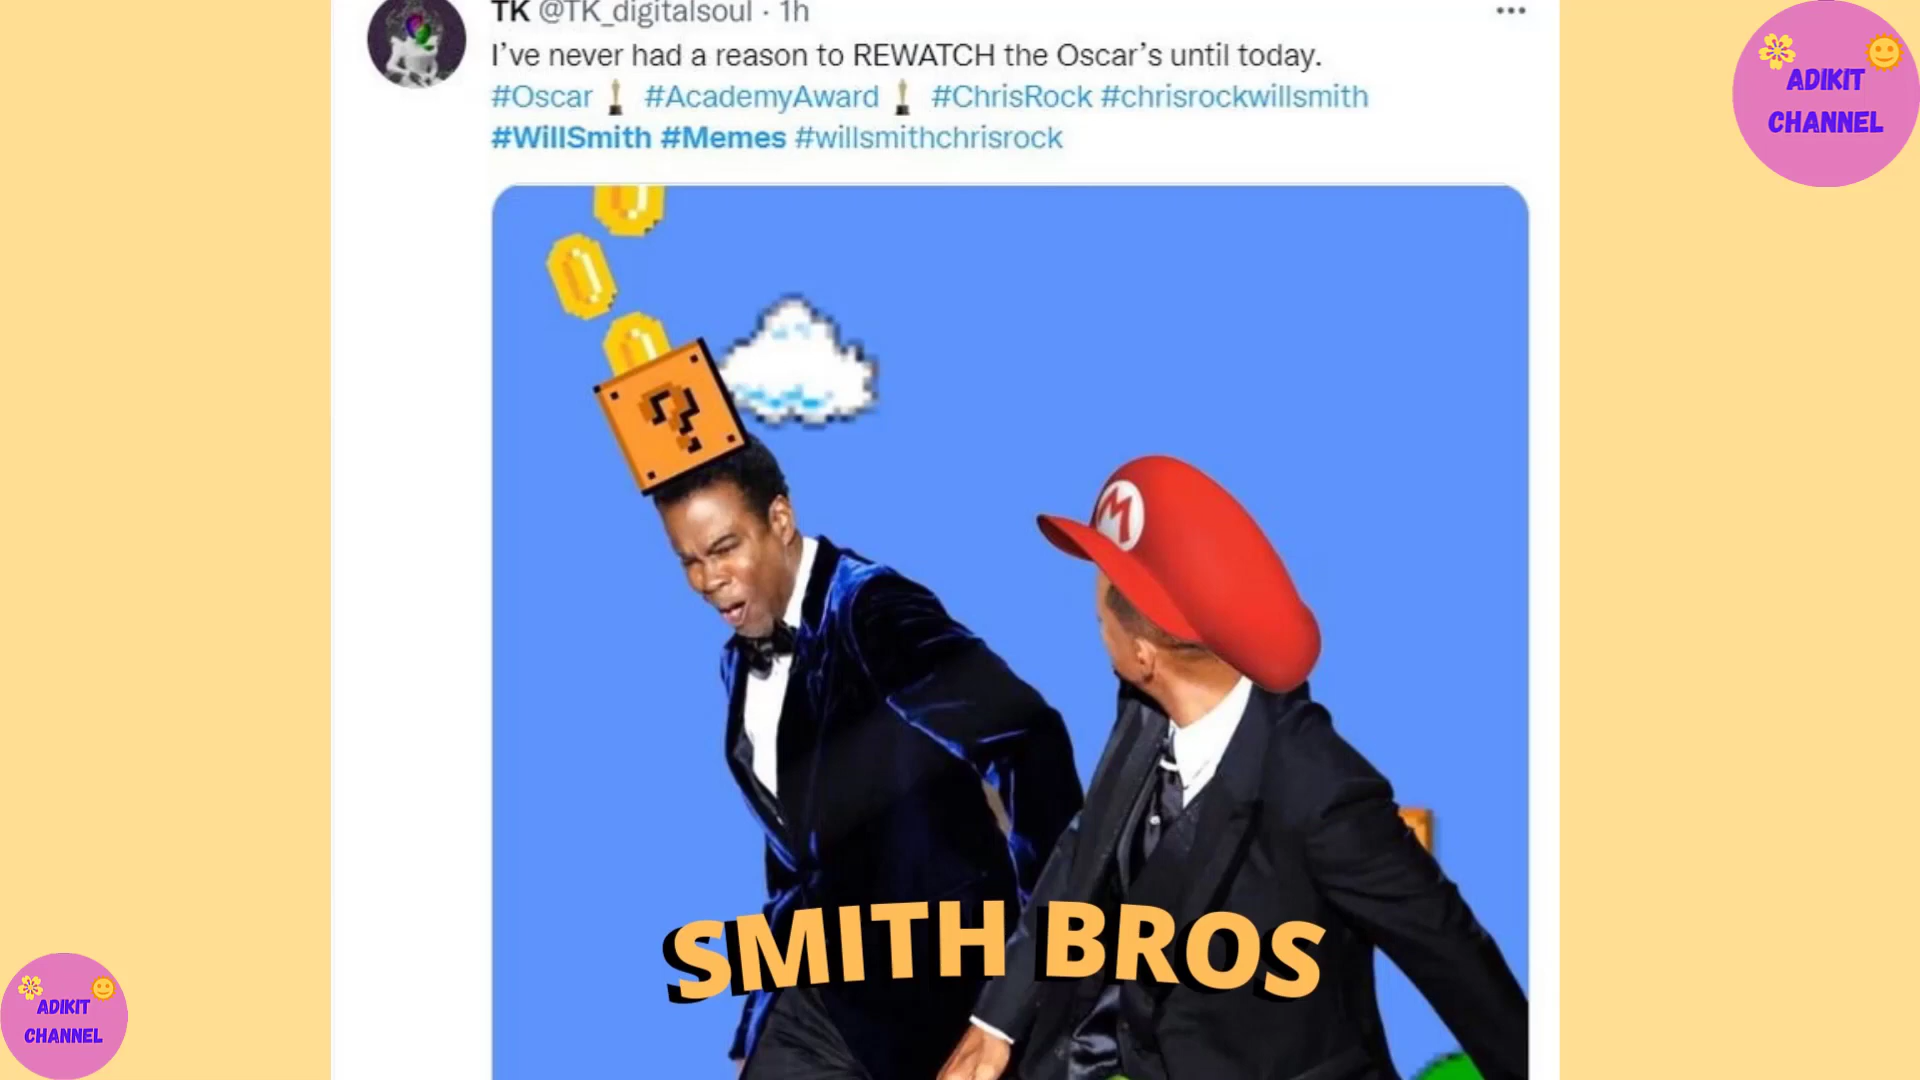 TK @TK_digitalsoul · 1h
I've never had a reason to REWATCH the Oscar's until today.
#Oscar #AcademyAward #ChrisRock #chrisrockwillsmith
#WillSmith #Memes #willsmithchrisrock
ADIKIT
CHANNEL
?
M
SMITH BROS
ADIKIT
CHANNEL